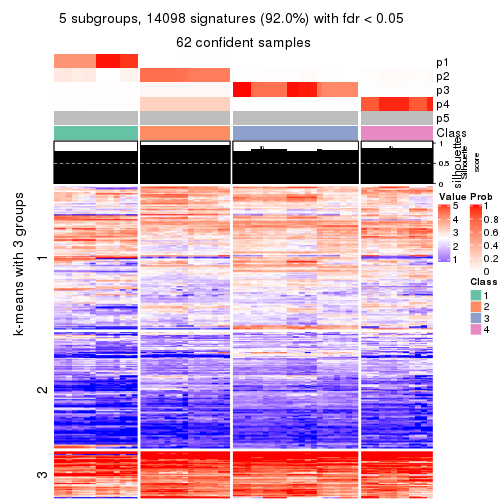 5 subgroups, 14098 signatures (92.0%) with fdr < 0.05
62 confident samples
p1
p2
p3
p4
p5
Class
1
0.5
0
silhouette
Silhouette
score
k-means with 3 groups
1
2
3
Value
5
4
3
2
1
Prob
1
0.8
0.6
0.4
0.2
0
Class
1
2
3
4